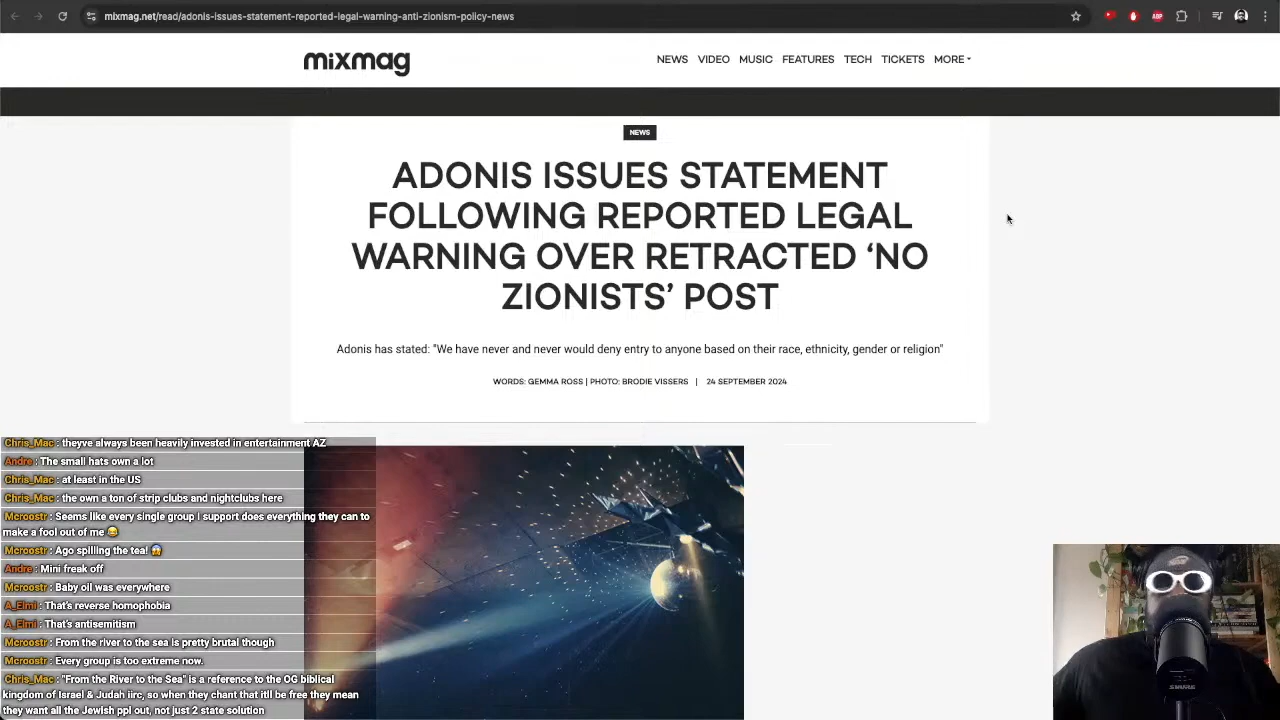 mixmag.net/read/adonis-issues-statement-reported-legal-warning-anti-zionism-policy-news
ABP
mixmag
NEWS VIDEO MUSIC FEATURES TECH TICKETS MORE
NEWS
ADONIS ISSUES STATEMENT
FOLLOWING REPORTED LEGAL
WARNING OVER RETRACTED ‘NO
ZIONISTS’ POST
Adonis has stated: "We have never and never would deny entry to anyone based on their race, ethnicity, gender or religion"
WORDS: GEMMA ROSS | PHOTO: BRODIE VISSERS | 24 SEPTEMBER 2024
Chris_Mac : theyve always been heavily invested in entertainment AZ
Andre : The small hats own a lot
Chris_Mac : at least in the US
Chris_Mac : the own a ton of strip clubs and nightclubs here
Mcroostr : Seems like every single group I support does everything they can to
make a fool out of me 😂
Mcroostr : Ago spilling the tea! 😱
Andre : Mini freak off
Mcroostr : Baby oil was everywhere
A_Elmi : That's reverse homophobia
A_Elmi : That's antisemitism
Mcroostr : From the river to the sea is pretty brutal though
Mcroostr : Every group is too extreme now.
Chris_Mac : "From the River to the Sea" is a reference to the OG biblical
kingdom of Israel & Judah iirc, so when they chant that itll be free they mean
they want all the Jewish ppl out, not just 2 state solution
SHURE